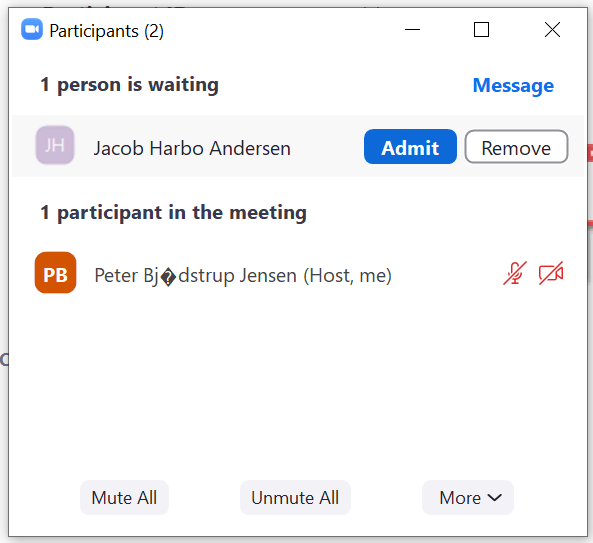 Participants (2)
1 person is waiting
Message
JH
Jacob Harbo Andersen
Admit
Remove
1 participant in the meeting
PB
Peter Bj�dstrup Jensen (Host, me)
Mute All
Unmute All
More